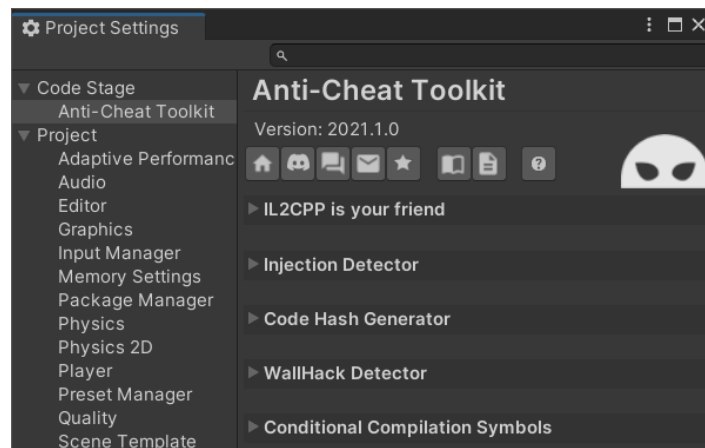 Project Settings
Code Stage
Anti-Cheat Toolkit
Project
Adaptive Performanc
Audio
Editor
Graphics
Input Manager
Memory Settings
Package Manager
Physics
Physics 2D
Player
Preset Manager
Quality
Scene Template
Anti-Cheat Toolkit
Version: 2021.1.0
IL2CPP is your friend
Injection Detector
Code Hash Generator
WallHack Detector
Conditional Compilation Symbols